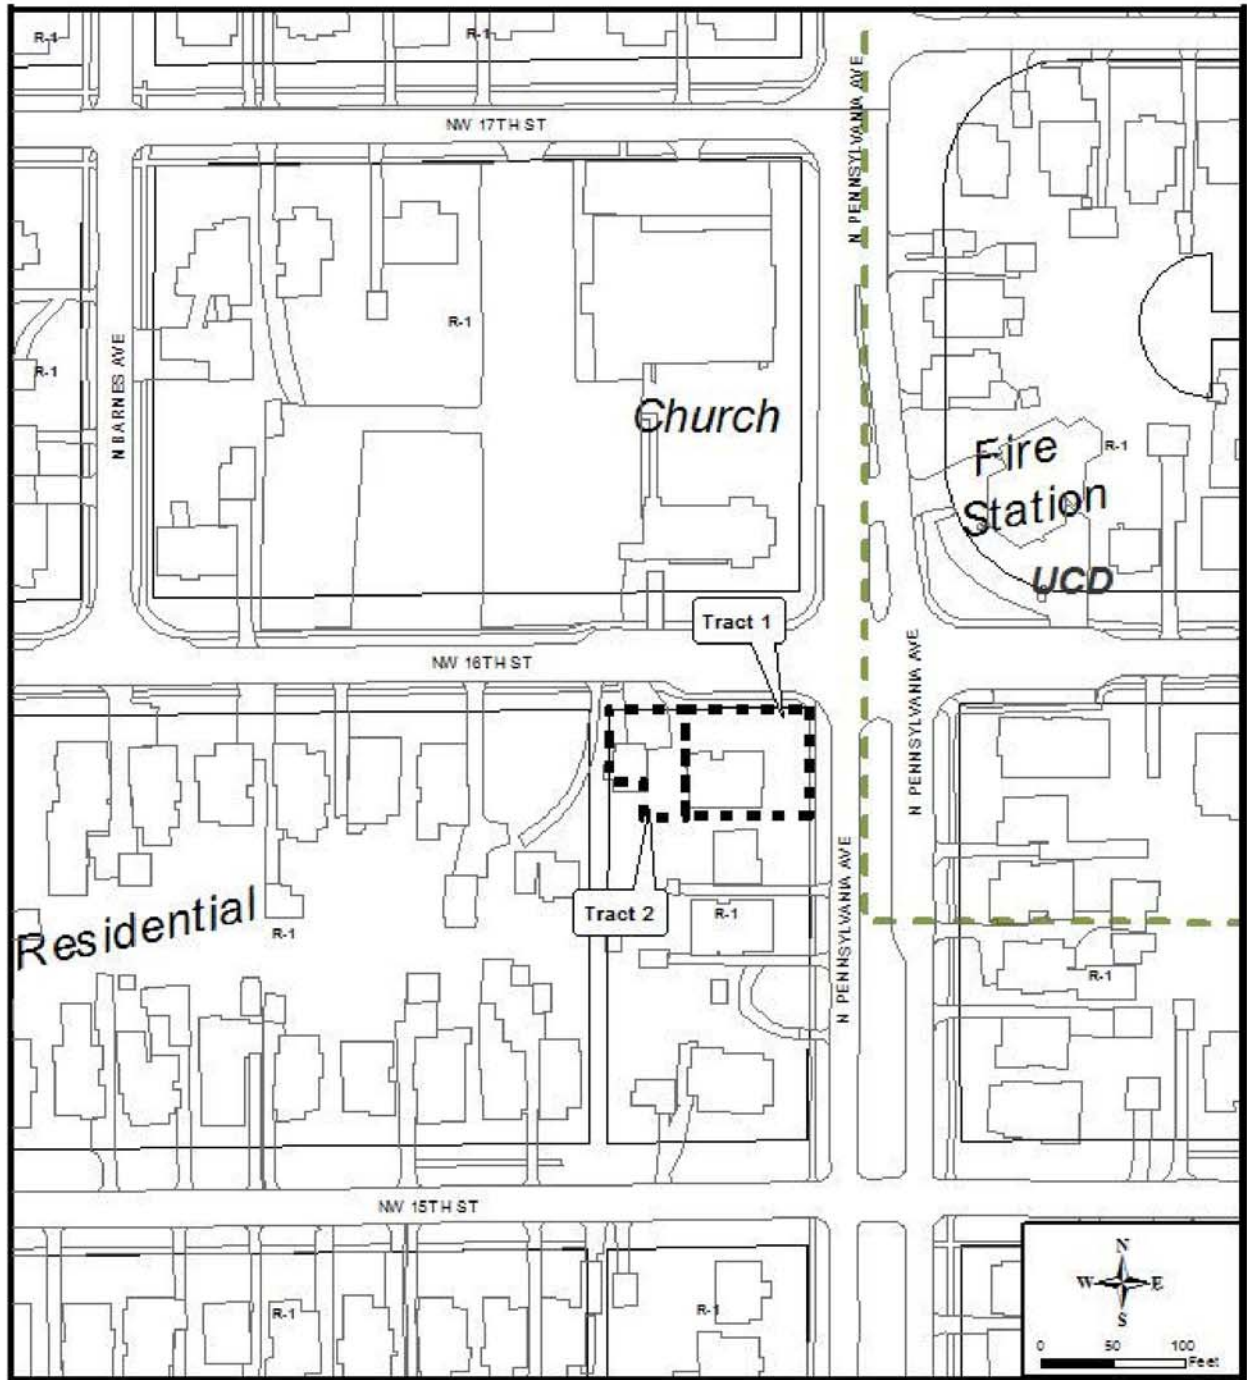 R-1
R-1
N PENNSYLVANIA AVE
NW 17TH ST
R-1
R-1
N BARNES AVE
Church
Fire
Station
R-1
UCD
Tract 1
NW 16TH ST
N PENNSYLVANIA AVE
N PENNSYLVANIA AVE
Residential
R-1
Tract 2
R-1
R-1
NW 15TH ST
R-1
R-1
N
W E
S
0 50 100
Feet